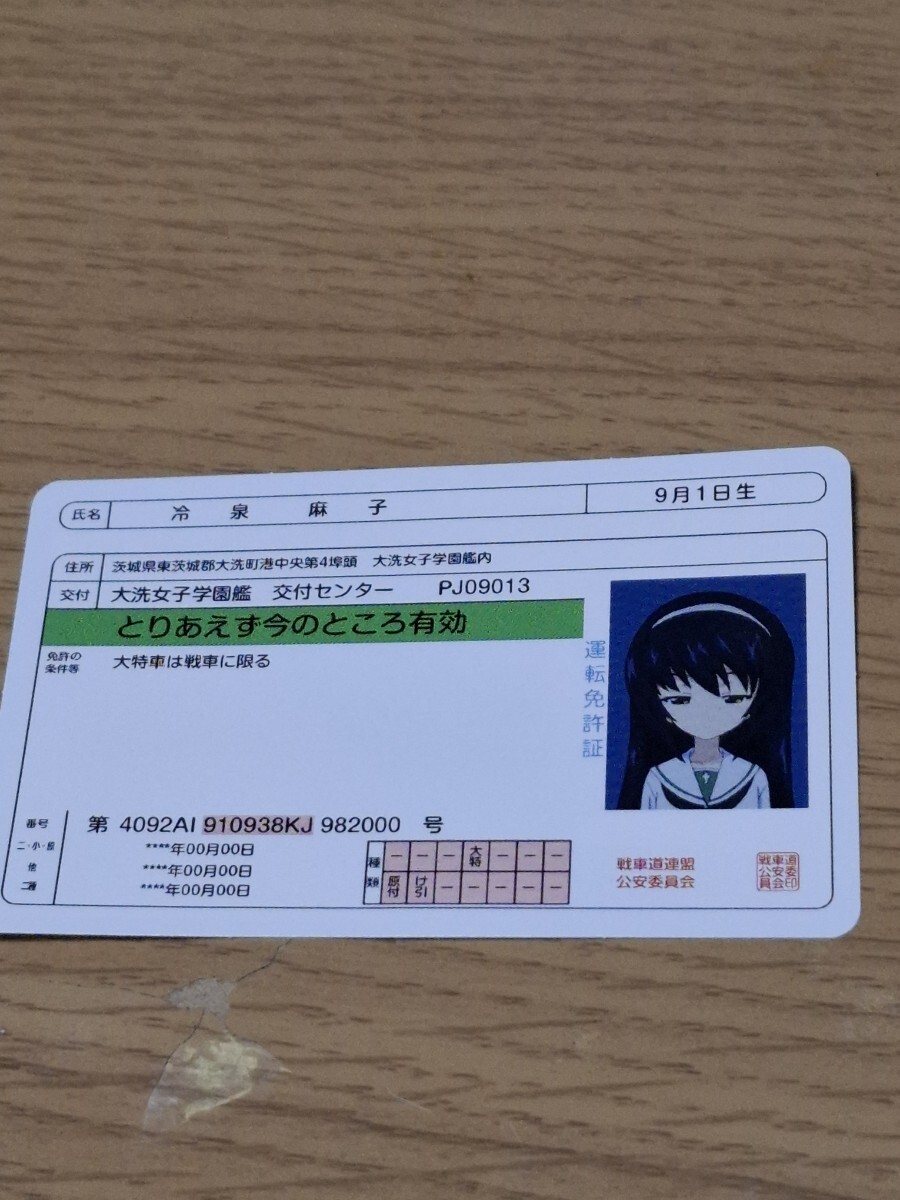 氏名 冷泉 麻子 9月1日生
住所 茨城県東茨城郡大洗町港中央第4埠頭 大洗女子学園艦内
交付 大洗女子学園艦 交付センター PJ09013
とりあえず今のところ有効
免許の
条件等
大特車は戦車に限る
運転免許証
番号 第 4092AI 910938KJ 982000 号
二・小・原 ****年00月00日
他 ****年00月00日
二種 ****年00月00日
種類
－ － － 大特 － － －
原付 けん引 － － － － －
戦車道連盟
公安委員会
戦車道
公安委
員会印